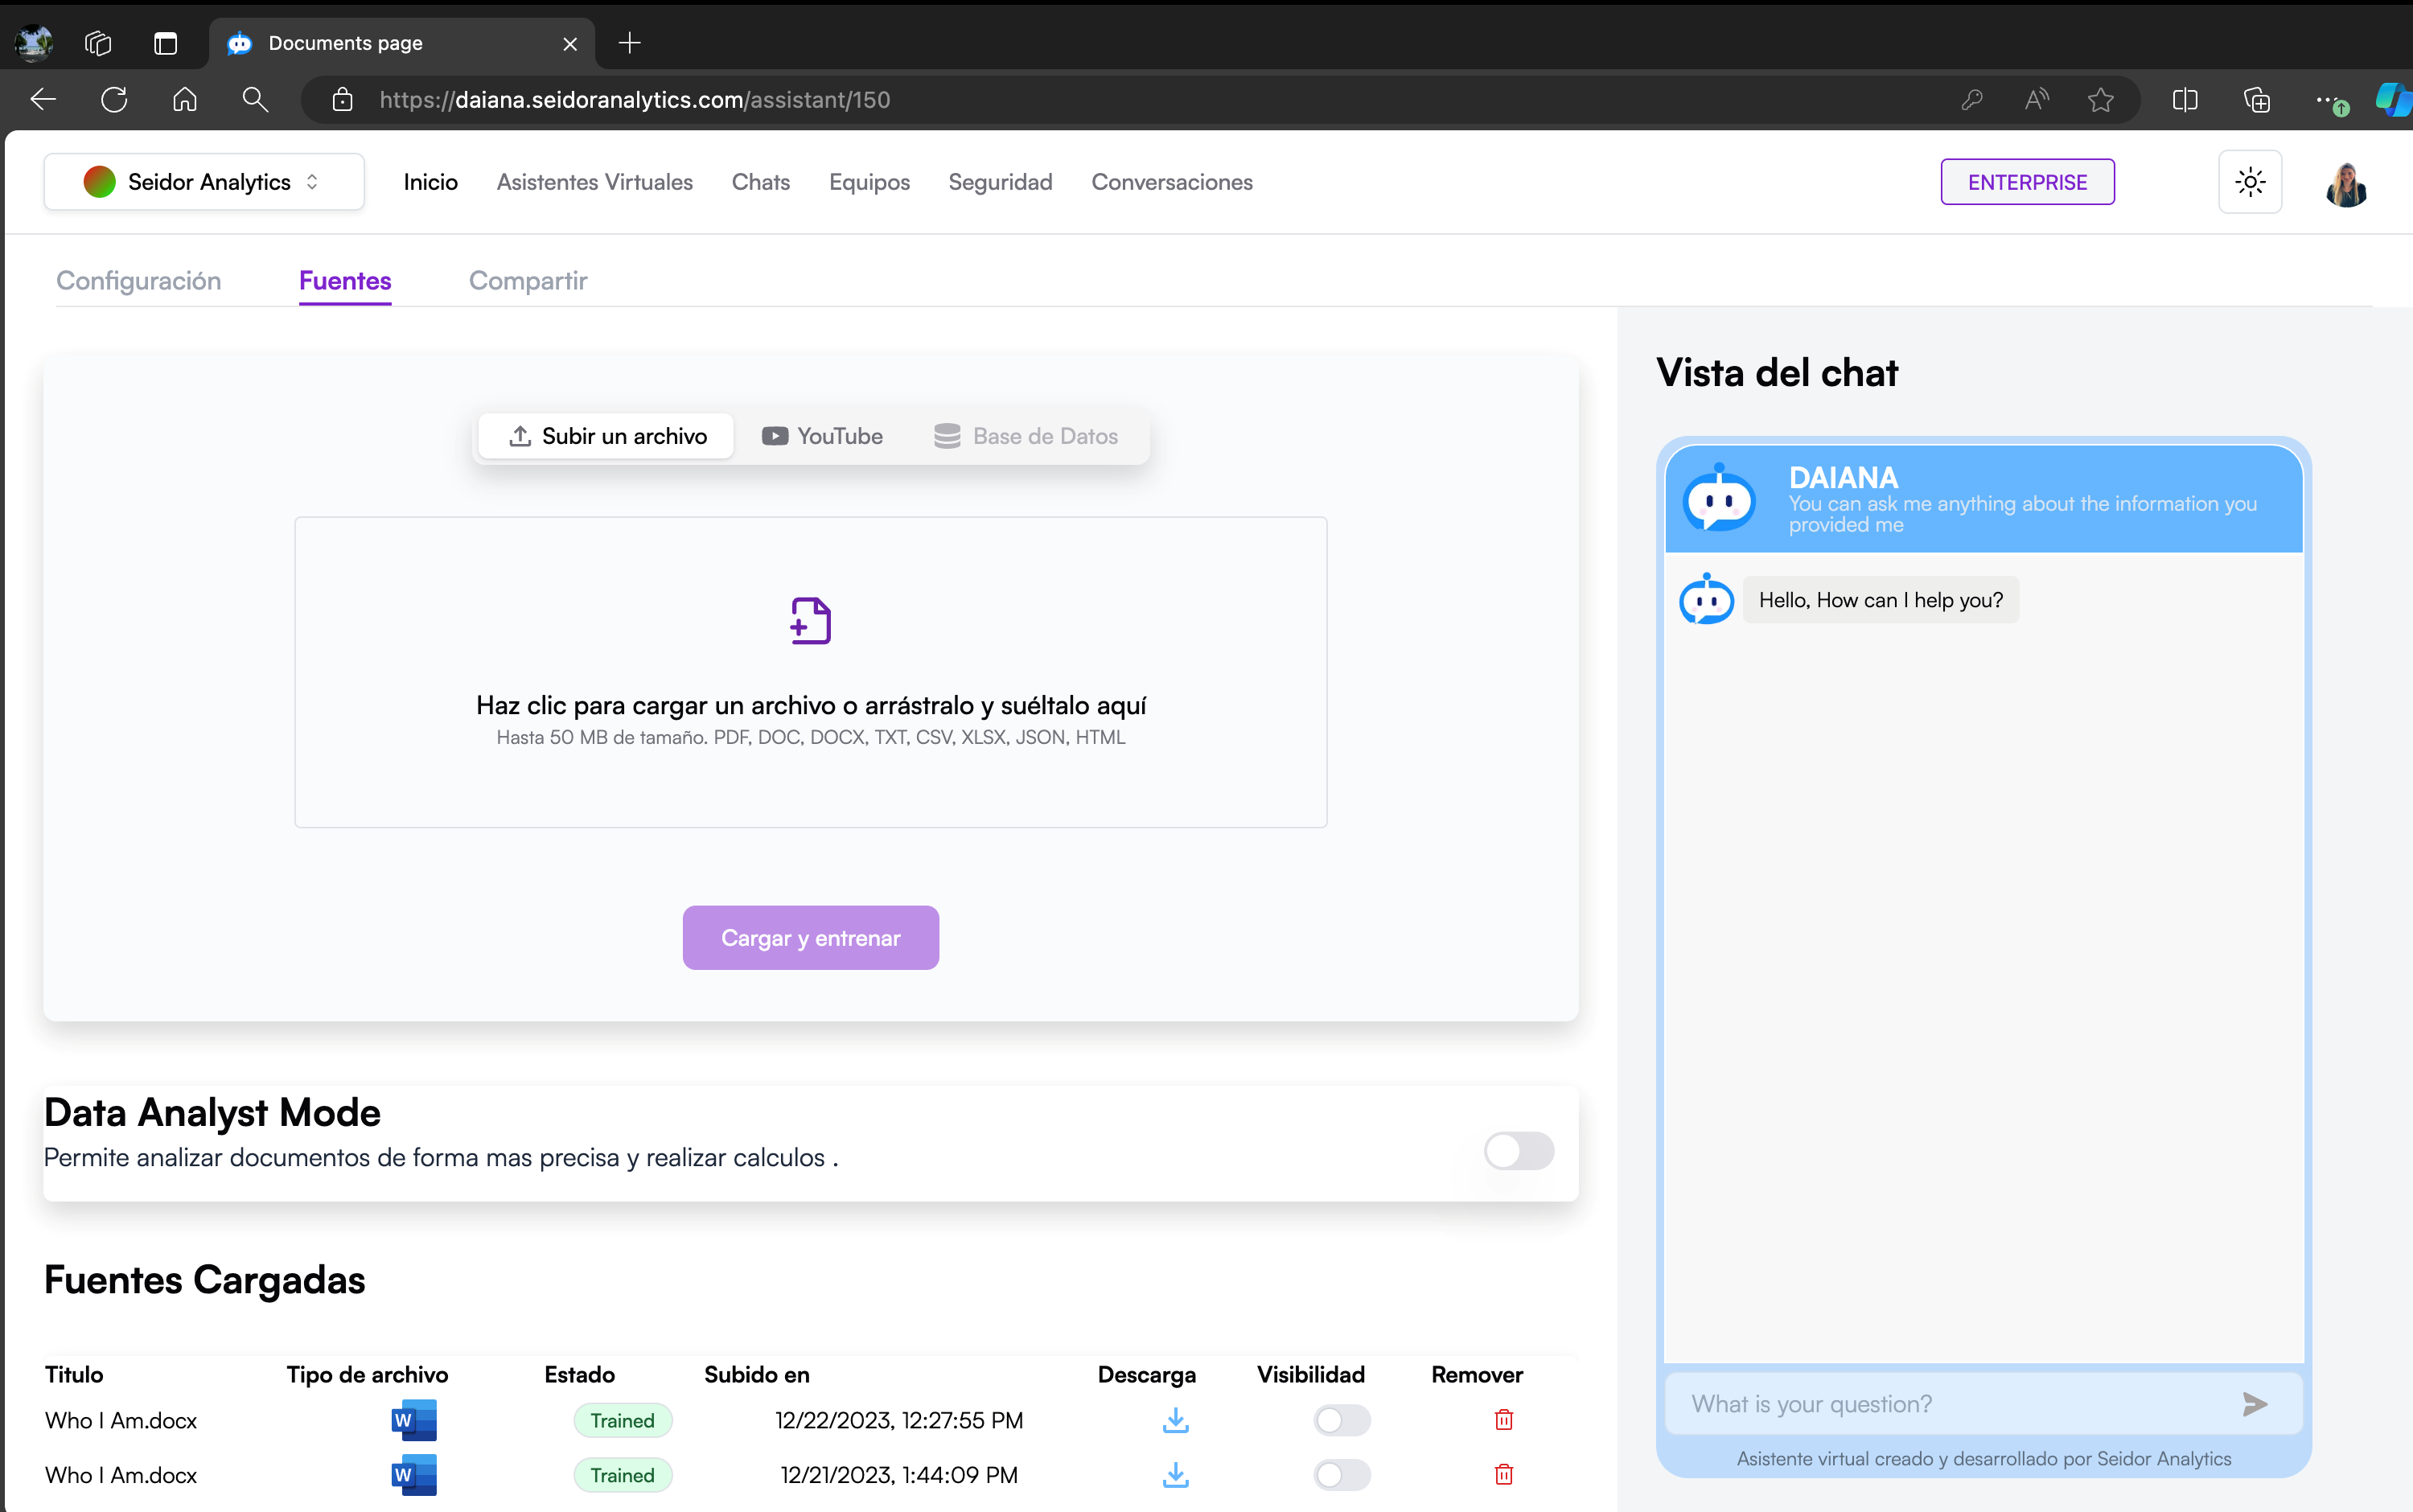 Documents page
https://daiana.seidoranalytics.com/assistant/150
Seidor Analytics
Inicio
Asistentes Virtuales
Chats
Equipos
Seguridad
Conversaciones
ENTERPRISE
Configuración
Fuentes
Compartir
Subir un archivo
YouTube
Base de Datos
Haz clic para cargar un archivo o arrástralo y suéltalo aquí
Hasta 50 MB de tamaño. PDF, DOC, DOCX, TXT, CSV, XLSX, JSON, HTML
Cargar y entrenar
Data Analyst Mode
Permite analizar documentos de forma mas precisa y realizar calculos .
Fuentes Cargadas
Titulo Tipo de archivo Estado Subido en Descarga Visibilidad Remover
Who I Am.docx W Trained 12/22/2023, 12:27:55 PM
Who I Am.docx W Trained 12/21/2023, 1:44:09 PM
Vista del chat
DAIANA
You can ask me anything about the information you
provided me
Hello, How can I help you?
What is your question?
Asistente virtual creado y desarrollado por Seidor Analytics